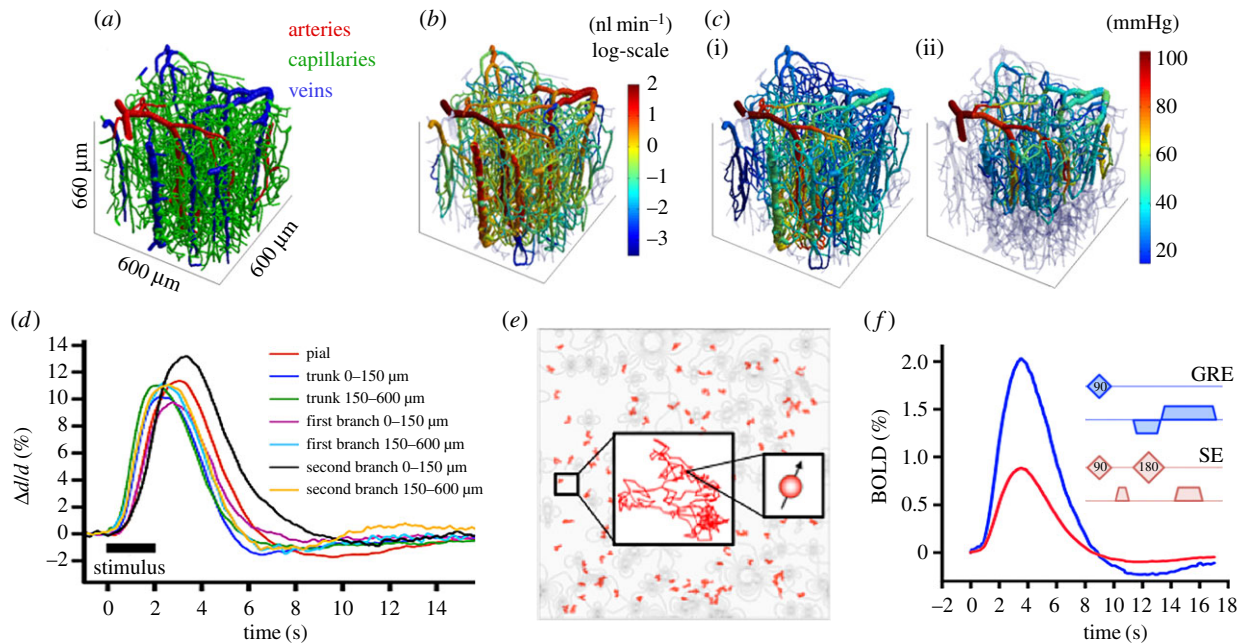 (a)
arteries
capillaries
veins
660 µm
600 µm
600 µm
(b)
(nl min–1)
log-scale
2
1
0
–1
–2
–3
(c)
(i)
(ii)
(mmHg)
100
80
60
40
20
(d)
Δd/d (%)
14
12
10
8
6
4
2
0
–2
stimulus
pial
trunk 0–150 µm
trunk 150–600 µm
first branch 0–150 µm
first branch 150–600 µm
second branch 0–150 µm
second branch 150–600 µm
0 2 4 6 8 10 12 14
time (s)
(e)
(f)
BOLD (%)
2.0
1.5
1.0
0.5
0
GRE
90
SE
90 180
–2 0 2 4 6 8 10 12 14 16 18
time (s)